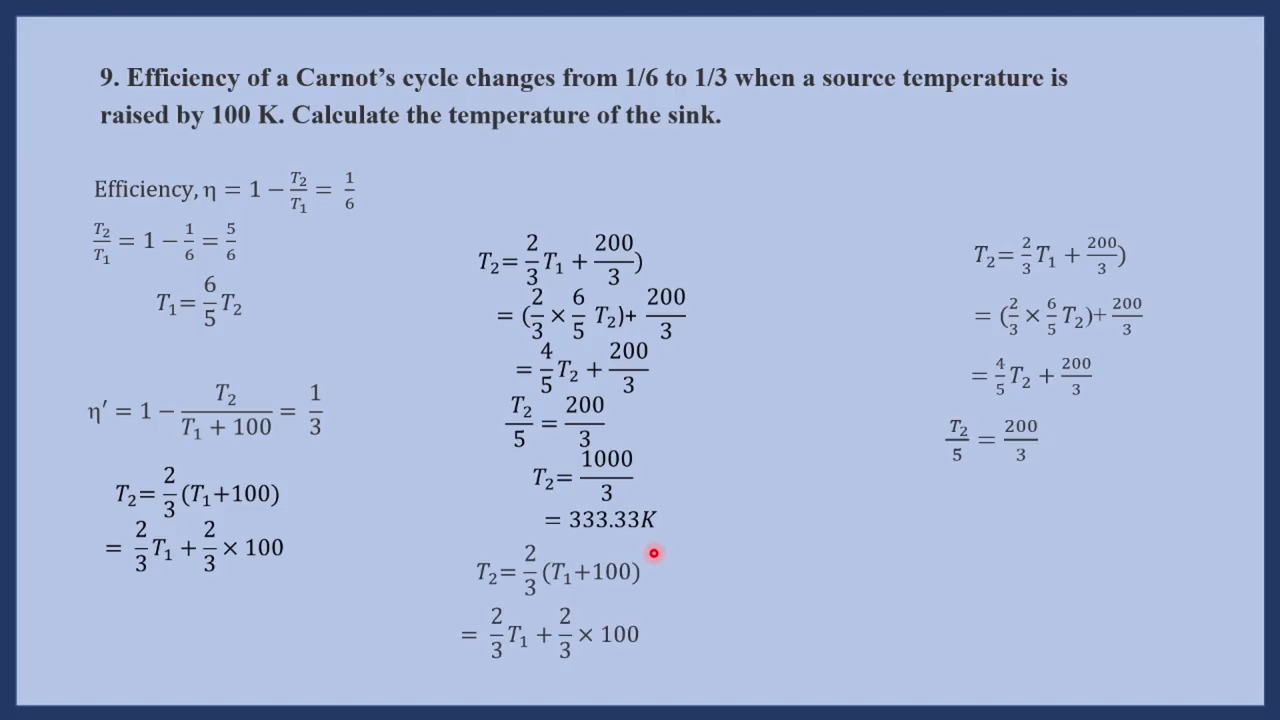 9. Efficiency of a Carnot’s cycle changes from 1/6 to 1/3 when a source temperature is
raised by 100 K. Calculate the temperature of the sink.
Efficiency, η = 1 − T₂/T₁ = 1/6
T₂/T₁ = 1 − 1/6 = 5/6
T₁= 6/5 T₂
η′ = 1 − T₂/(T₁ + 100) = 1/3
T₂= 2/3 (T₁+100)
= 2/3 T₁ + 2/3 × 100
T₂= 2/3 T₁ + 200/3)
= (2/3 × 6/5 T₂)+ 200/3
= 4/5 T₂ + 200/3
T₂/5 = 200/3
T₂= 1000/3
= 333.33K
T₂= 2/3 (T₁+100)
= 2/3 T₁ + 2/3 × 100
T₂= 2/3 T₁ + 200/3)
= (2/3 × 6/5 T₂)+ 200/3
= 4/5 T₂ + 200/3
T₂/5 = 200/3